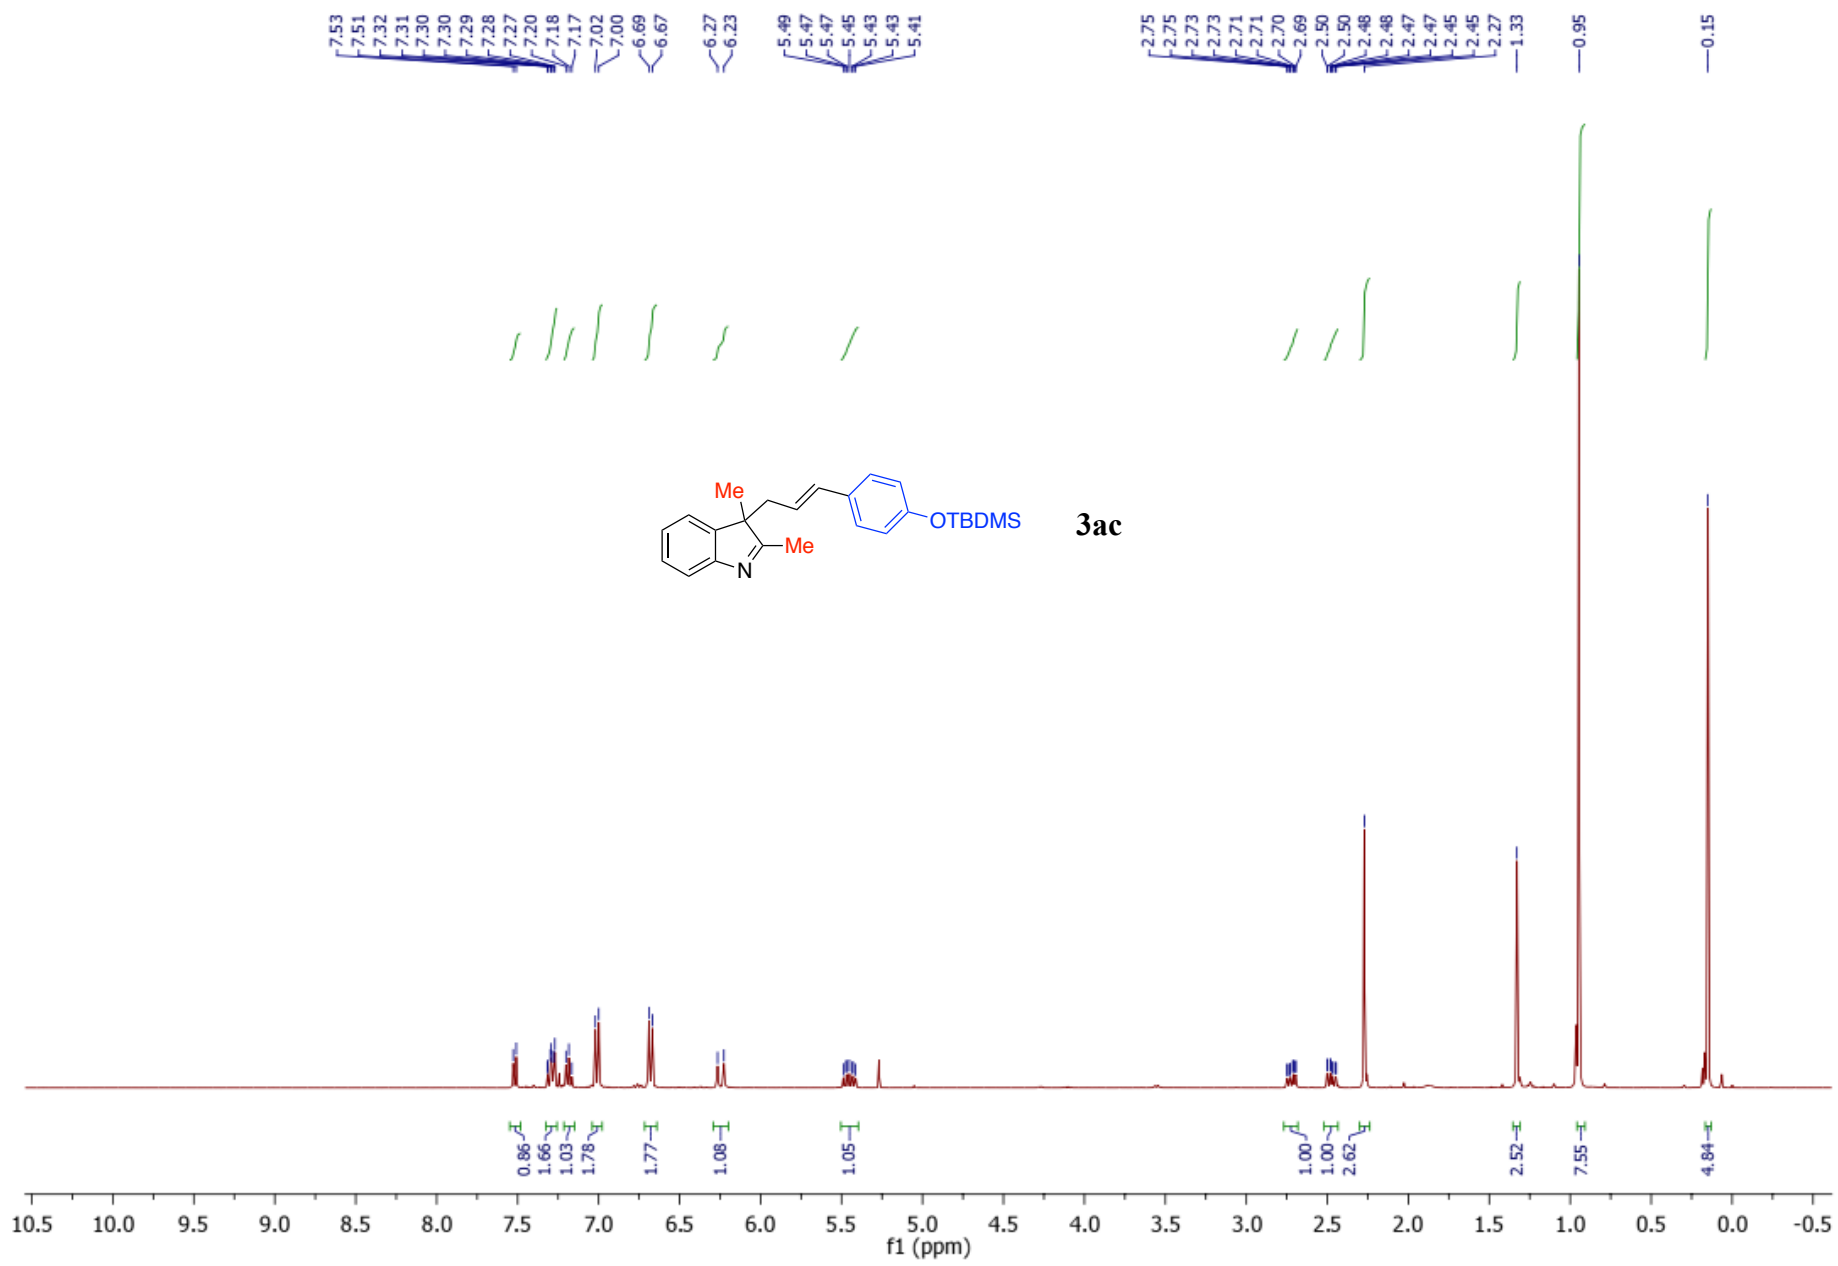 7.53 7.51 7.32 7.31 7.30 7.30 7.29 7.28 7.27 7.20 7.18 7.17 7.02 7.00 6.69 6.67 6.27 6.23 5.49 5.47 5.47 5.45 5.43 5.43 5.41 2.75 2.75 2.73 2.73 2.71 2.71 2.70 2.69 2.50 2.50 2.48 2.48 2.47 2.47 2.45 2.45 2.27 1.33 0.95 0.15
Me
OTBDMS
3ac
Me
N
0.86 1.66 1.03 1.78 1.77 1.08 1.05 1.00 1.00 2.62 2.52 7.55 4.84
10.5 10.0 9.5 9.0 8.5 8.0 7.5 7.0 6.5 6.0 5.5 5.0 4.5 4.0 3.5 3.0 2.5 2.0 1.5 1.0 0.5 0.0 -0.5
f1 (ppm)